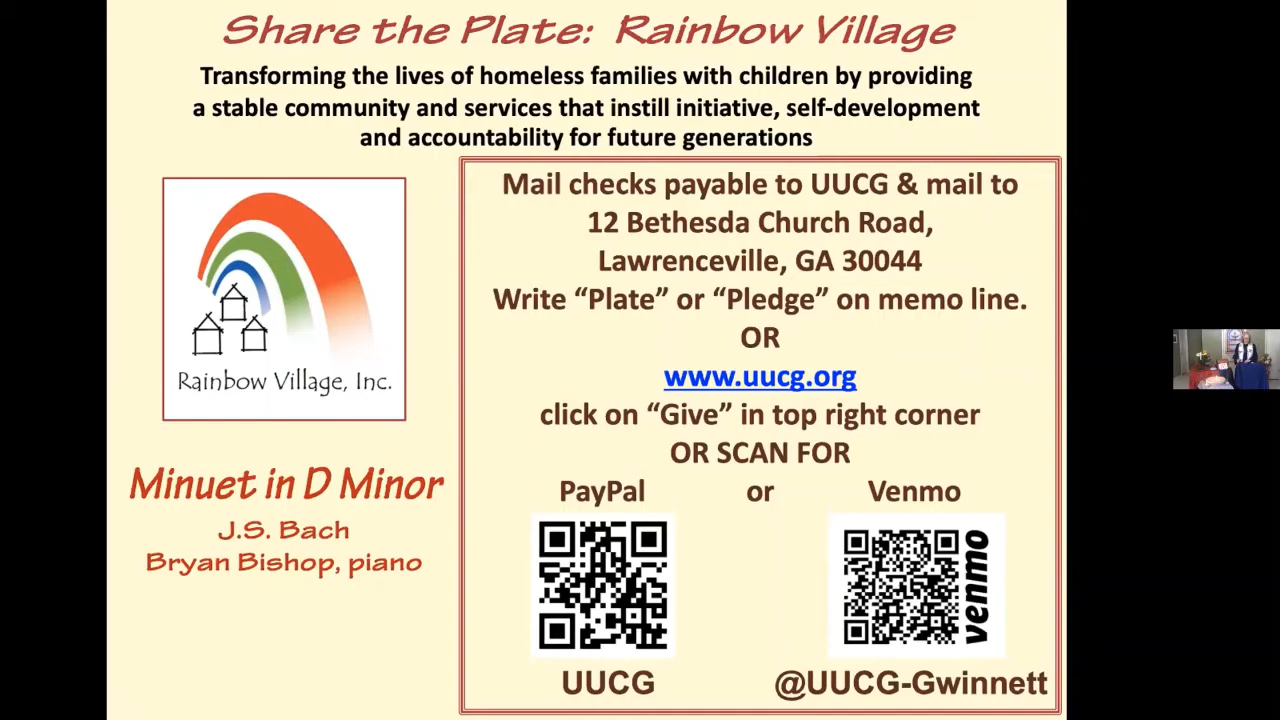 Share the Plate: Rainbow Village
Transforming the lives of homeless families with children by providing
a stable community and services that instill initiative, self-development
and accountability for future generations
Rainbow Village, Inc.
Minuet in D Minor
J.S. Bach
Bryan Bishop, piano
Mail checks payable to UUCG & mail to
12 Bethesda Church Road,
Lawrenceville, GA 30044
Write “Plate” or “Pledge” on memo line.
OR
www.uucg.org
click on “Give” in top right corner
OR SCAN FOR
PayPal or Venmo
venmo
UUCG @UUCG-Gwinnett